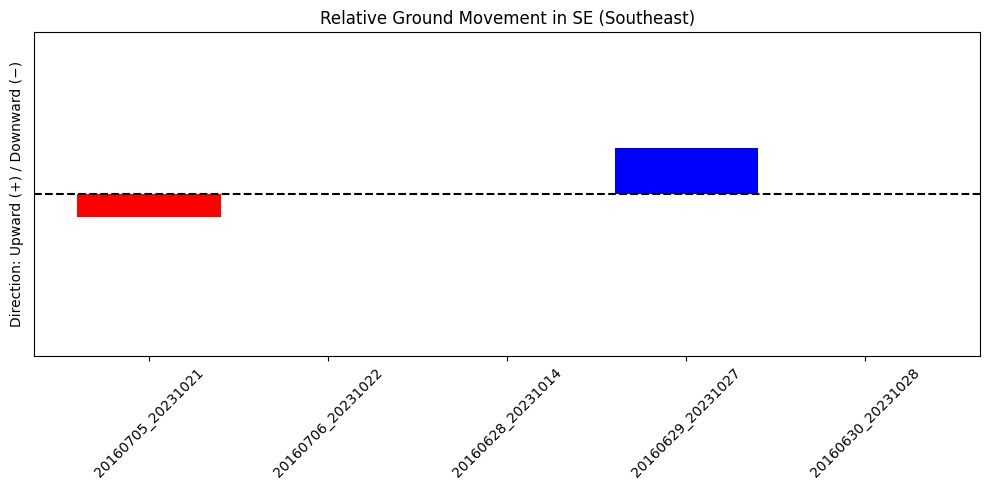 Relative Ground Movement in SE (Southeast)
Direction: Upward (+) / Downward (−)
20160705_20231021
20160706_20231022
20160628_20231014
20160629_20231027
20160630_20231028